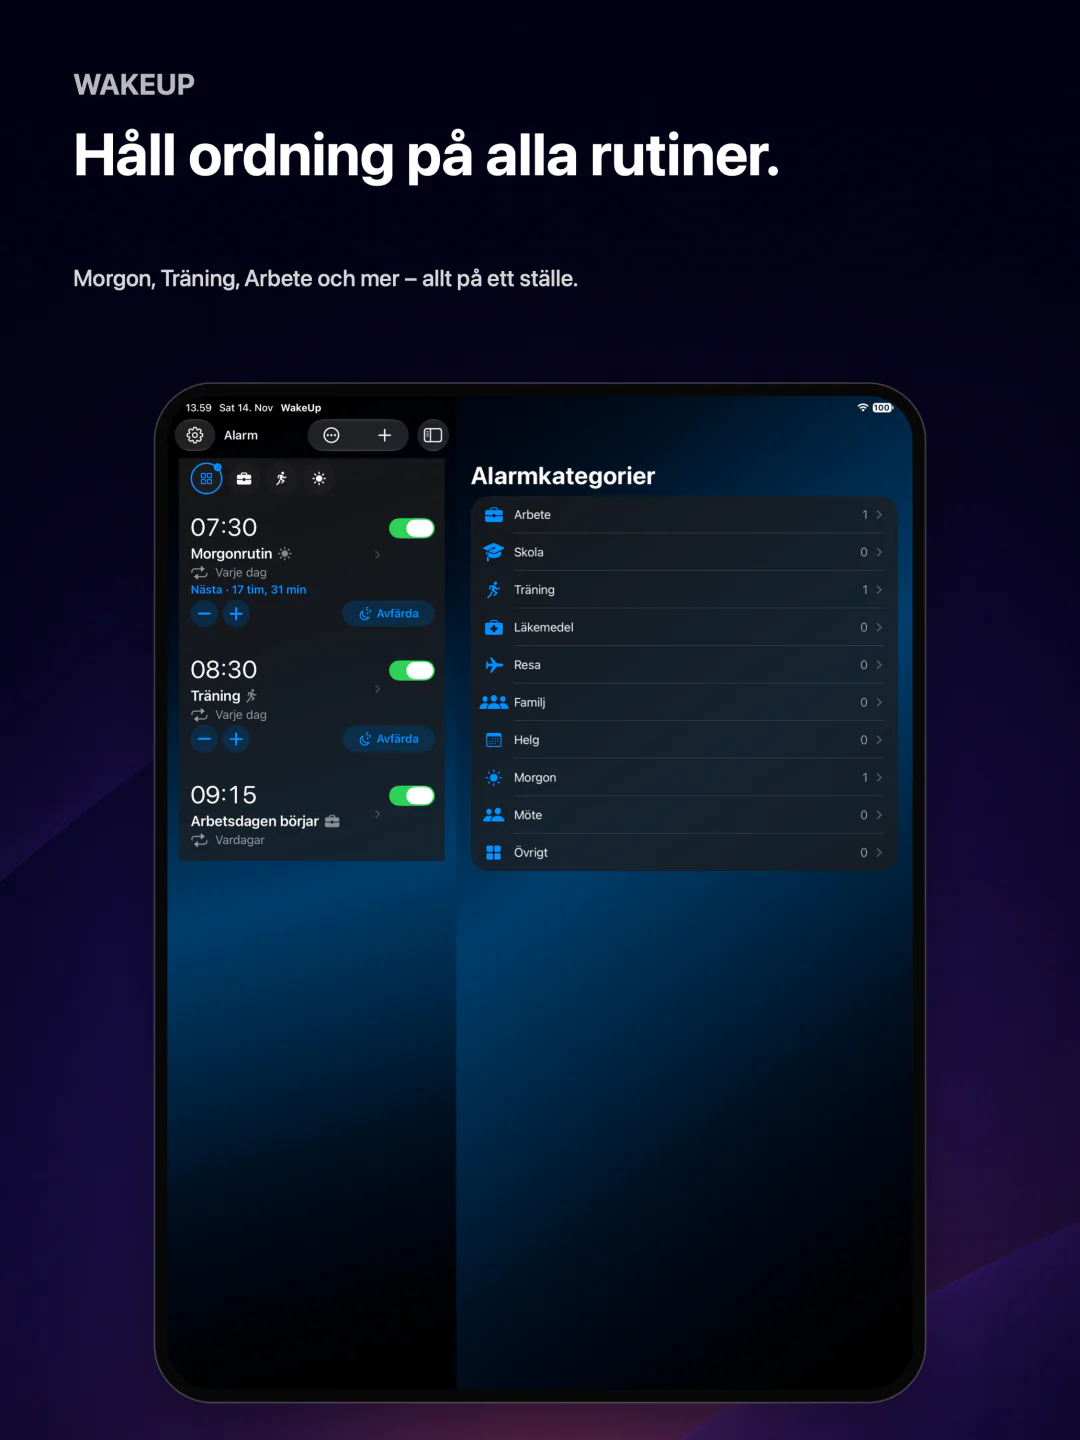 WAKEUP
Håll ordning på alla rutiner.
Morgon, Träning, Arbete och mer – allt på ett ställe.
13.59 Sat 14. Nov WakeUp
100
Alarm
07:30
Morgonrutin
Varje dag
Nästa · 17 tim, 31 min
Avfärda
08:30
Träning
Varje dag
Avfärda
09:15
Arbetsdagen börjar
Vardagar
Alarmkategorier
Arbete 1
Skola 0
Träning 1
Läkemedel 0
Resa 0
Familj 0
Helg 0
Morgon 1
Möte 0
Övrigt 0